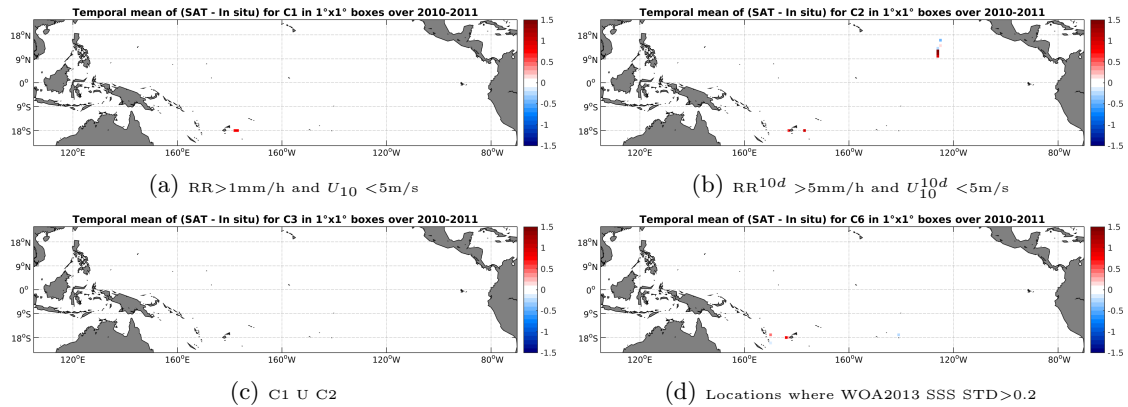 Temporal mean of (SAT - In situ) for C1 in 1°x1° boxes over 2010-2011
18°N
9°N
0°
9°S
18°S
120°E
160°E
160°W
120°W
80°W
1.5
1
0.5
0
-0.5
-1
-1.5
(a) RR>1mm/h and U10 <5m/s
Temporal mean of (SAT - In situ) for C2 in 1°x1° boxes over 2010-2011
18°N
9°N
0°
9°S
18°S
120°E
160°E
160°W
120°W
80°W
1.5
1
0.5
0
-0.5
-1
-1.5
(b) RR^10d >5mm/h and U10^10d <5m/s
Temporal mean of (SAT - In situ) for C3 in 1°x1° boxes over 2010-2011
18°N
9°N
0°
9°S
18°S
120°E
160°E
160°W
120°W
80°W
1.5
1
0.5
0
-0.5
-1
-1.5
(c) C1 U C2
Temporal mean of (SAT - In situ) for C6 in 1°x1° boxes over 2010-2011
18°N
9°N
0°
9°S
18°S
120°E
160°E
160°W
120°W
80°W
1.5
1
0.5
0
-0.5
-1
-1.5
(d) Locations where WOA2013 SSS STD>0.2